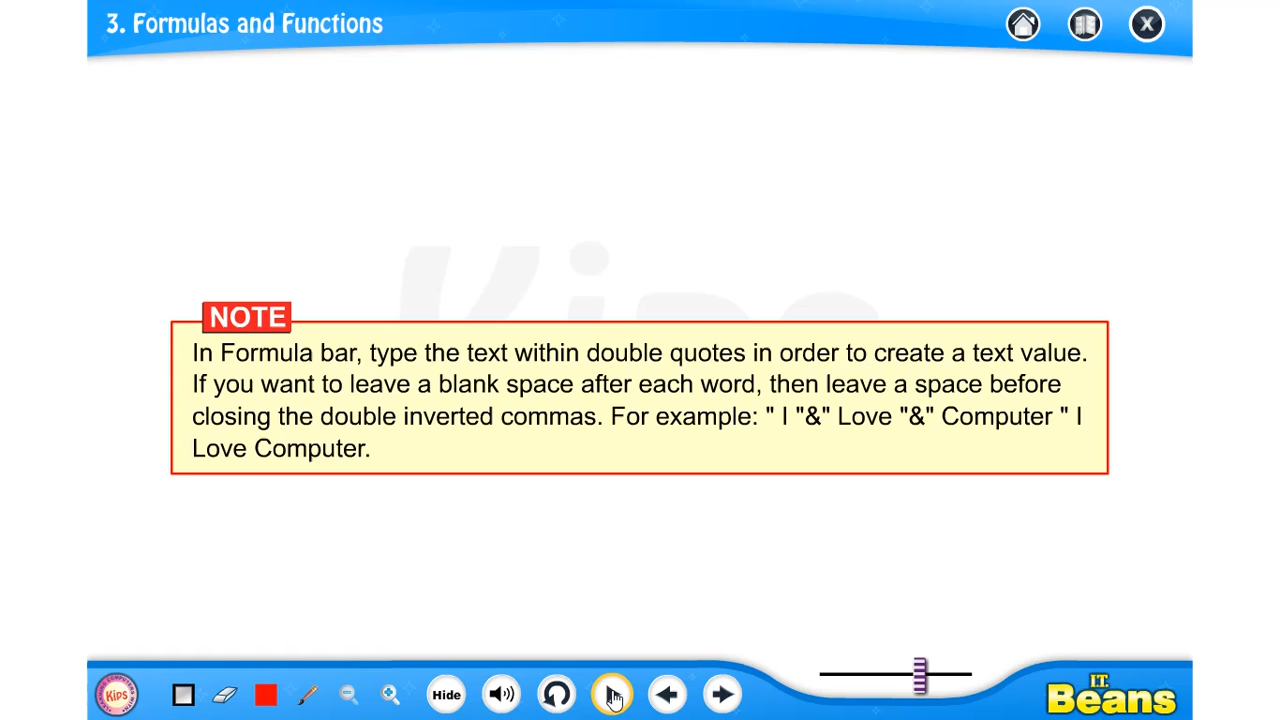 3. Formulas and Functions
X
Kips
NOTE
In Formula bar, type the text within double quotes in order to create a text value.
If you want to leave a blank space after each word, then leave a space before
closing the double inverted commas. For example: " I "&" Love "&" Computer " I
Love Computer.
Kips
Hide
I.T.
Beans